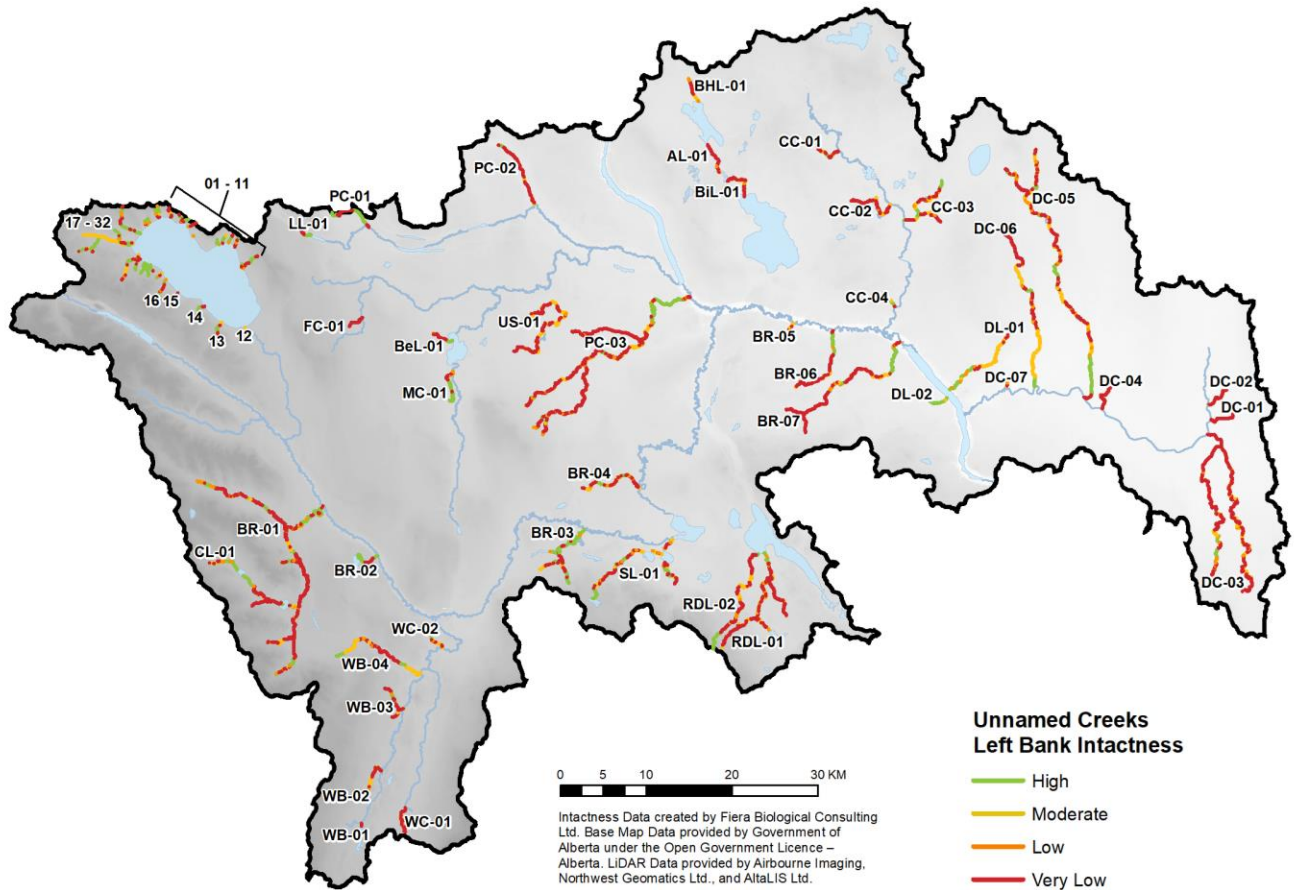 BHL-01
AL-01
BiL-01
CC-01
PC-02
CC-02
CC-03
DC-05
DC-06
01 - 11
PC-01
LL-01
17 - 32
16 15
14
13
12
FC-01
BeL-01
MC-01
US-01
PC-03
CC-04
BR-05
DL-01
BR-06
DC-07
DL-02
BR-07
DC-04
DC-02
DC-01
BR-04
BR-01
BR-03
CL-01
BR-02
SL-01
DC-03
RDL-02
WC-02
RDL-01
WB-04
WB-03
WB-02
WB-01
WC-01
0 5 10 20 30 KM
Intactness Data created by Fiera Biological Consulting
Ltd. Base Map Data provided by Government of
Alberta under the Open Government Licence –
Alberta. LiDAR Data provided by Airbourne Imaging,
Northwest Geomatics Ltd., and AltaLIS Ltd.
Unnamed Creeks
Left Bank Intactness
High
Moderate
Low
Very Low